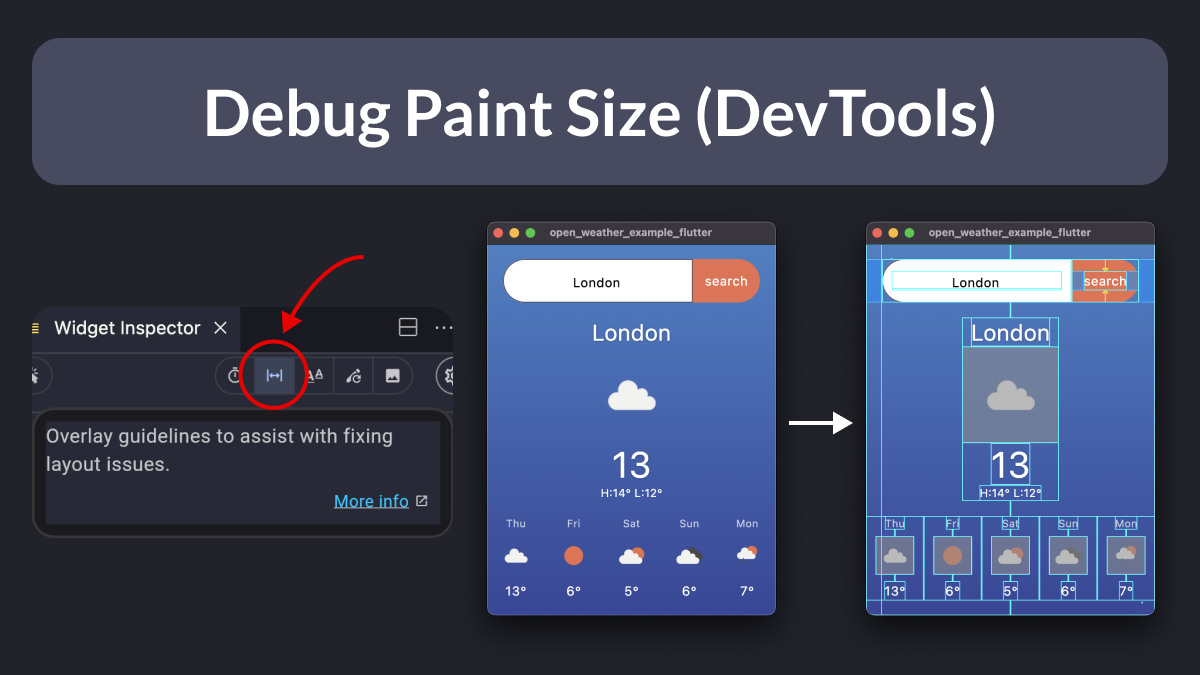 Debug Paint Size (DevTools)
Widget Inspector
AA
Overlay guidelines to assist with fixing
layout issues.
More info
open_weather_example_flutter
London
search
London
13
H:14° L:12°
Thu Fri Sat Sun Mon
13° 6° 5° 6° 7°
open_weather_example_flutter
London
search
London
13
H:14° L:12°
Thu Fri Sat Sun Mon
13° 6° 5° 6° 7°